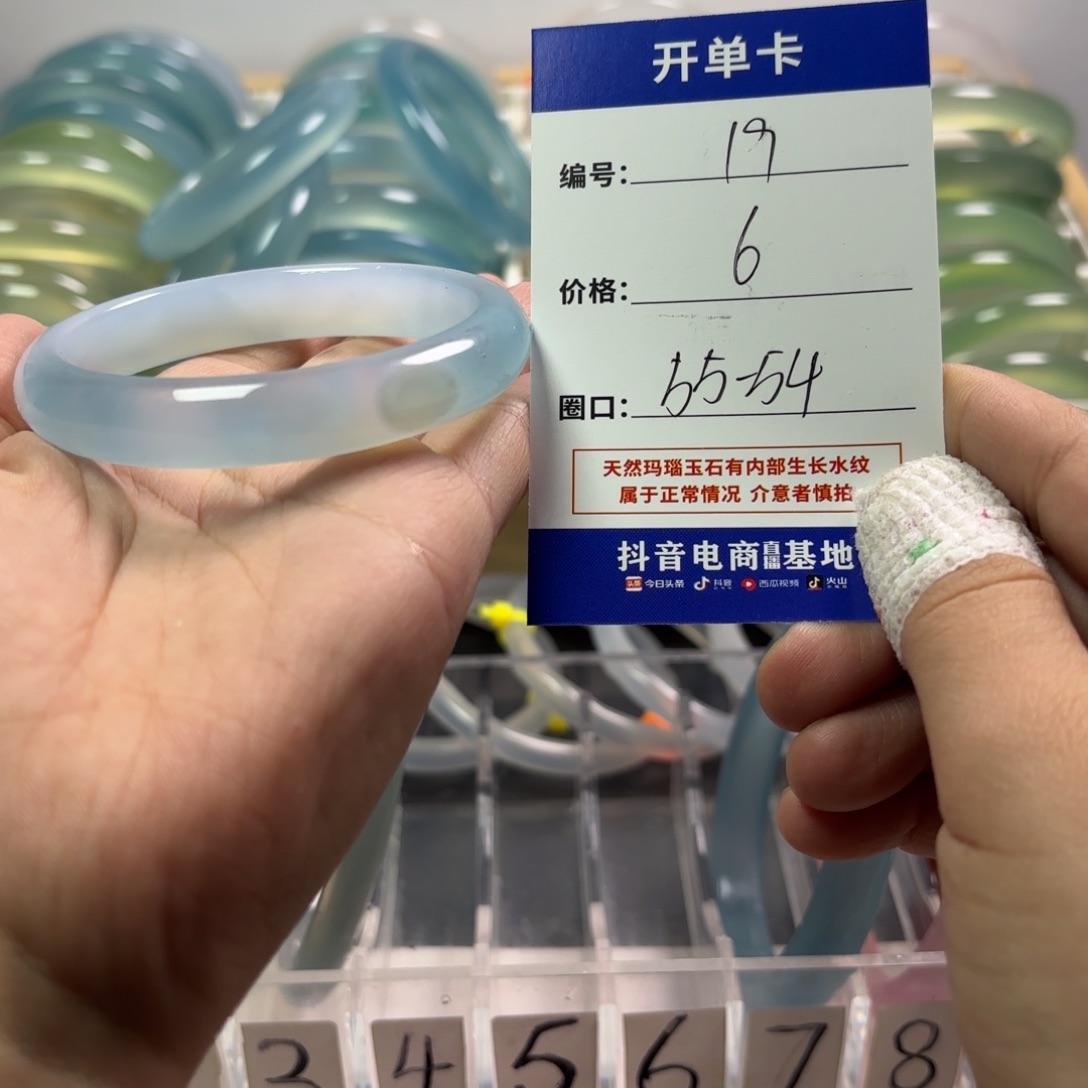 开单卡
编号: 19
价格: 6
圈口: 55-54
天然玛瑙玉石有内部生长水纹
属于正常情况 介意者慎拍
抖音电商直播基地
今日头条 抖音 西瓜视频 火山
3 4 5 6 7 8